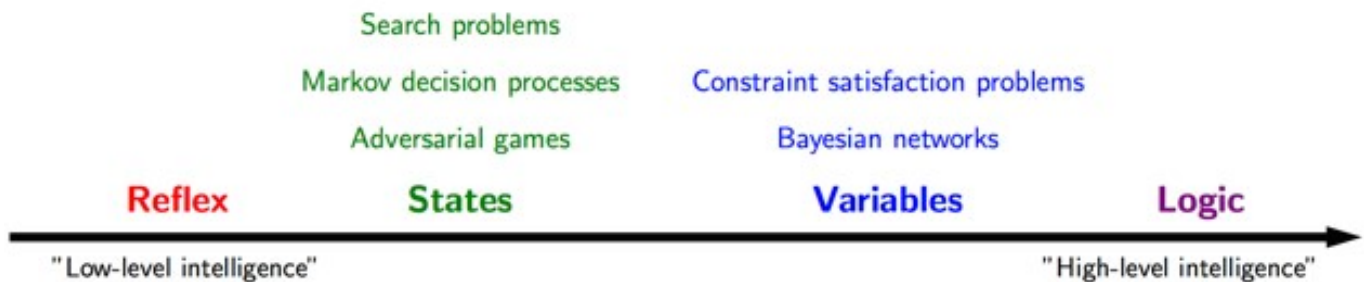 Search problems
Markov decision processes Constraint satisfaction problems
Adversarial games Bayesian networks
Reflex States Variables Logic
"Low-level intelligence" "High-level intelligence"